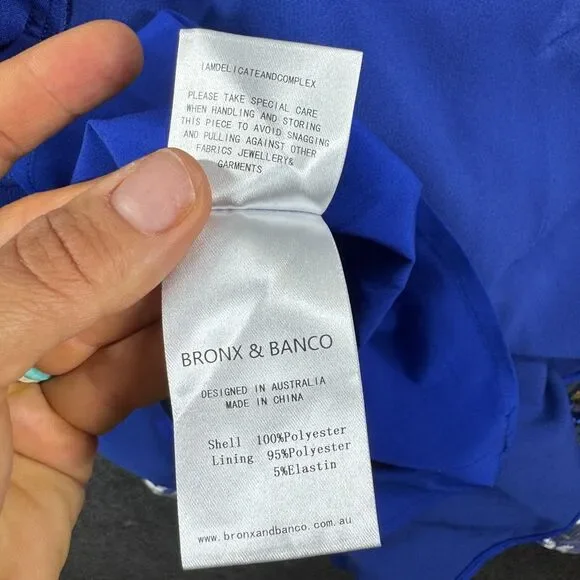 IAMDELICATEANDCOMPLEX
PLEASE TAKE SPECIAL CARE
WHEN HANDLING AND STORING
THIS PIECE TO AVOID SNAGGING
AND PULLING AGAINST OTHER
FABRICS JEWELLERY&
GARMENTS
BRONX & BANCO
DESIGNED IN AUSTRALIA
MADE IN CHINA
Shell 100%Polyester
Lining 95%Polyester
5%Elastin
www.bronxandbanco.com.au